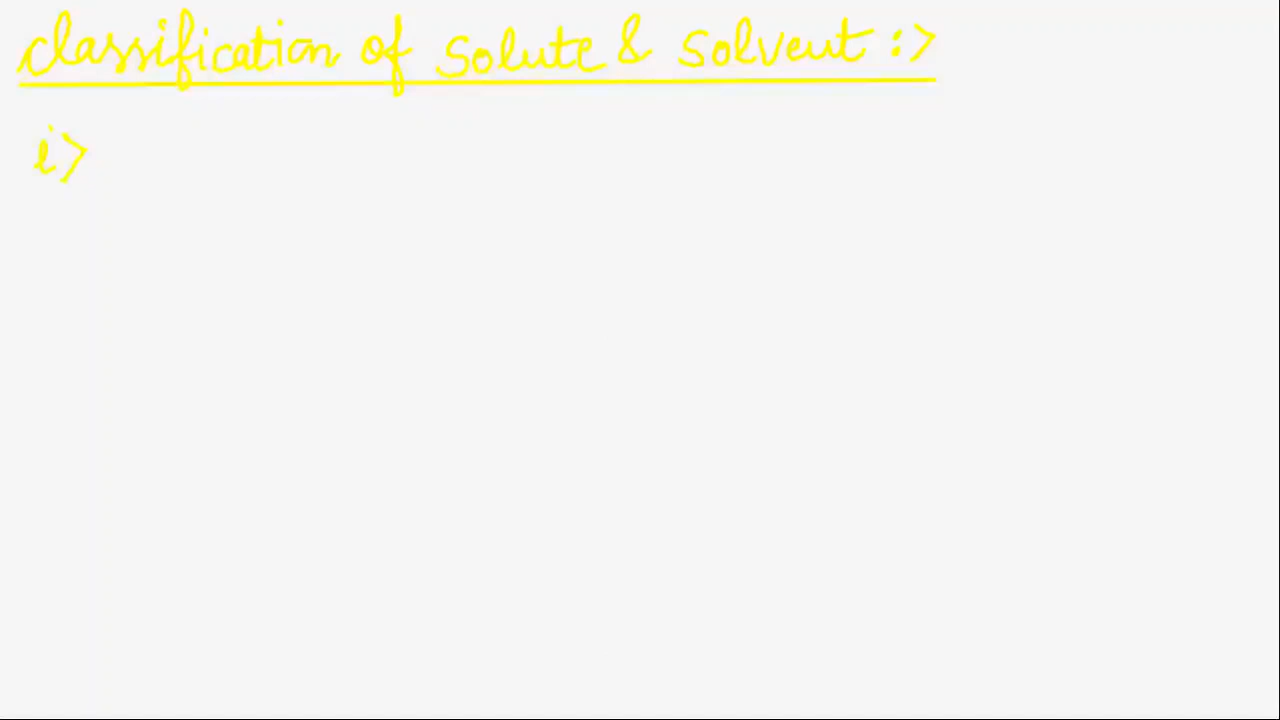 classification of solute & solvent :>
i>